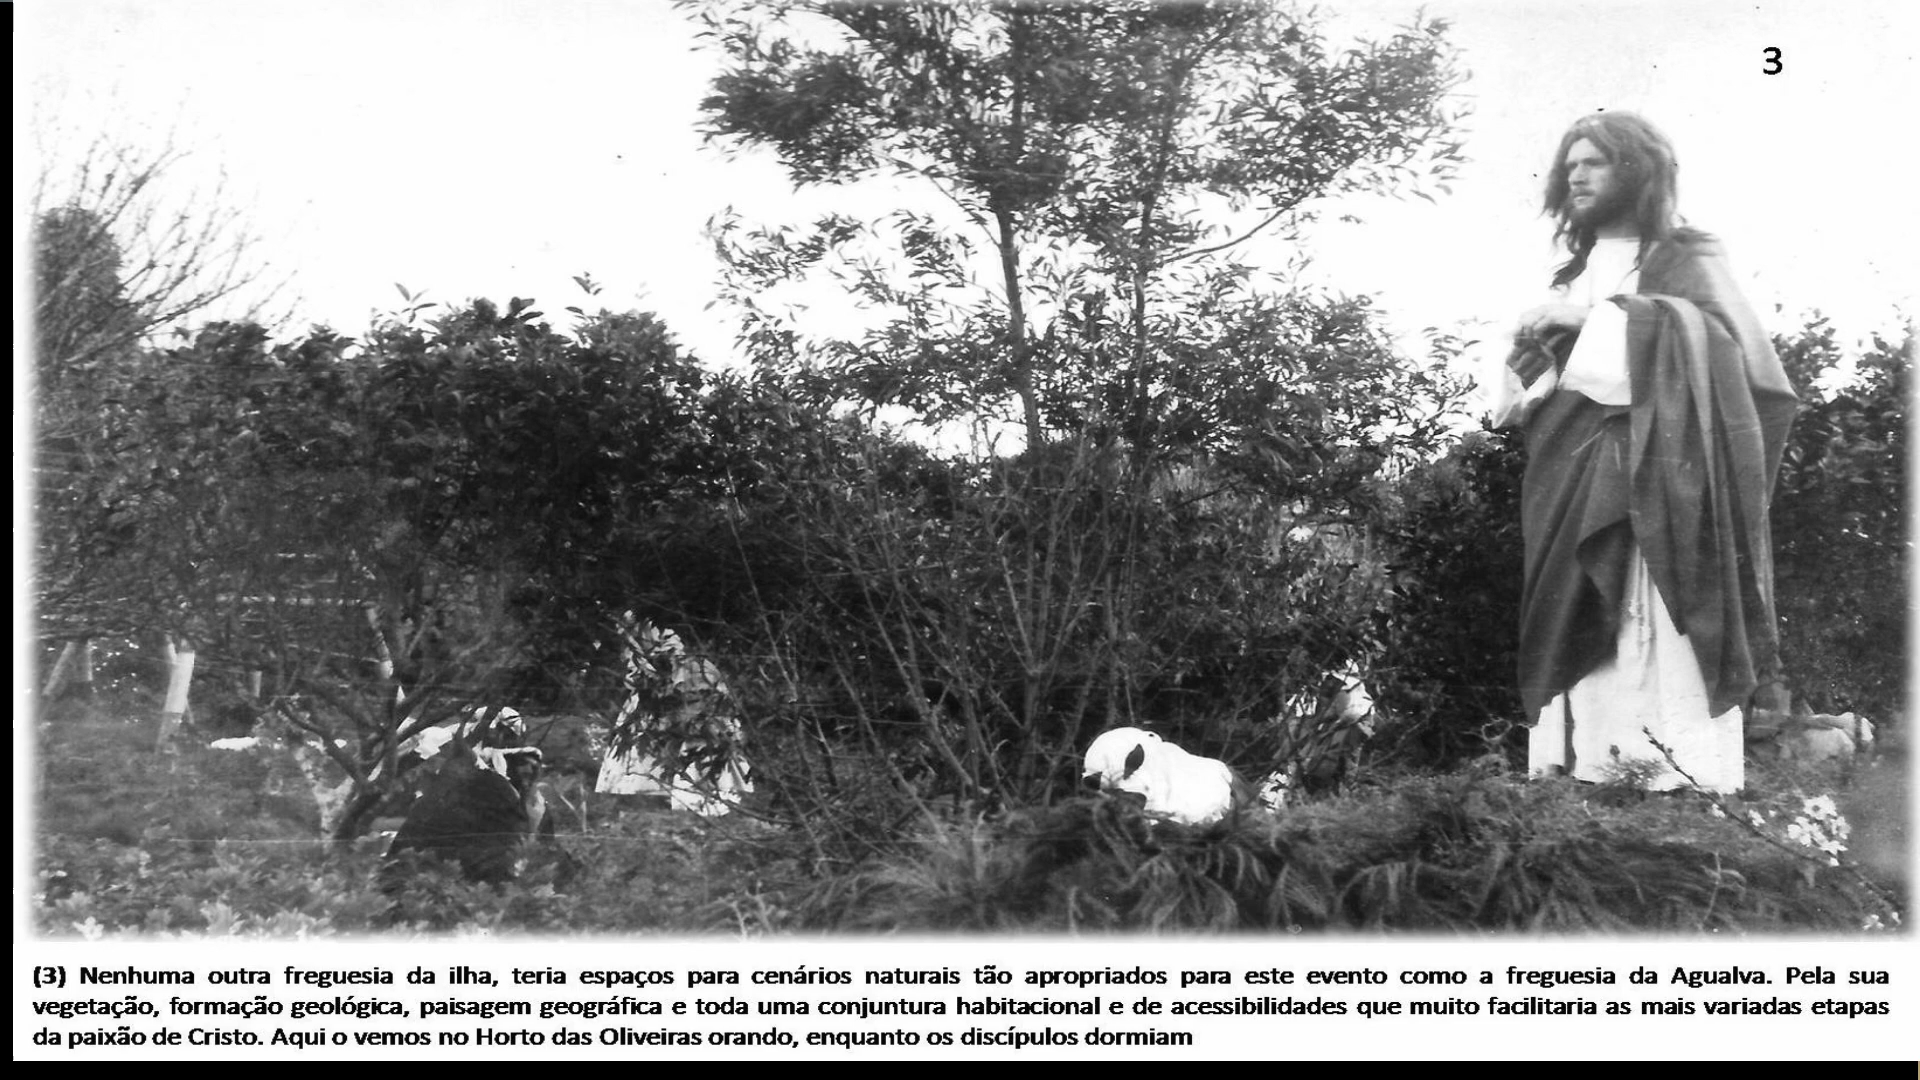 3
(3) Nenhuma outra freguesia da ilha, teria espaços para cenários naturais tão apropriados para este evento como a freguesia da Agualva. Pela sua
vegetação, formação geológica, paisagem geográfica e toda uma conjuntura habitacional e de acessibilidades que muito facilitaria as mais variadas etapas
da paixão de Cristo. Aqui o vemos no Horto das Oliveiras orando, enquanto os discípulos dormiam